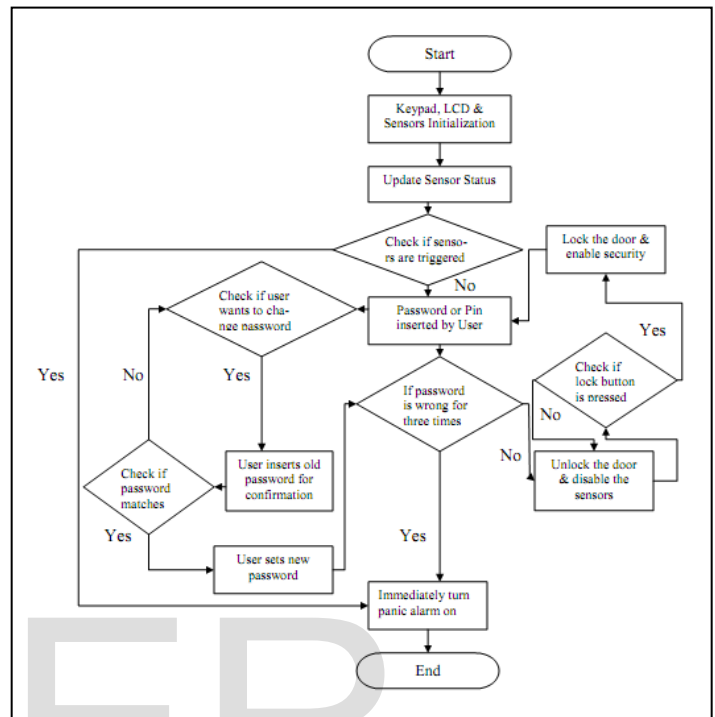 Start
Keypad, LCD &
Sensors Initialization
Update Sensor Status
Check if senso-
rs are triggered
Lock the door &
enable security
No
Check if user
wants to cha-
nge password
Password or Pin
inserted by User
Yes
Yes
No
Yes
If password
is wrong for
three times
Check if
lock button
is pressed
No
No
Check if
password
matches
User inserts old
password for
confirmation
Unlock the door
& disable the
sensors
Yes
Yes
User sets new
password
Immediately turn
panic alarm on
End